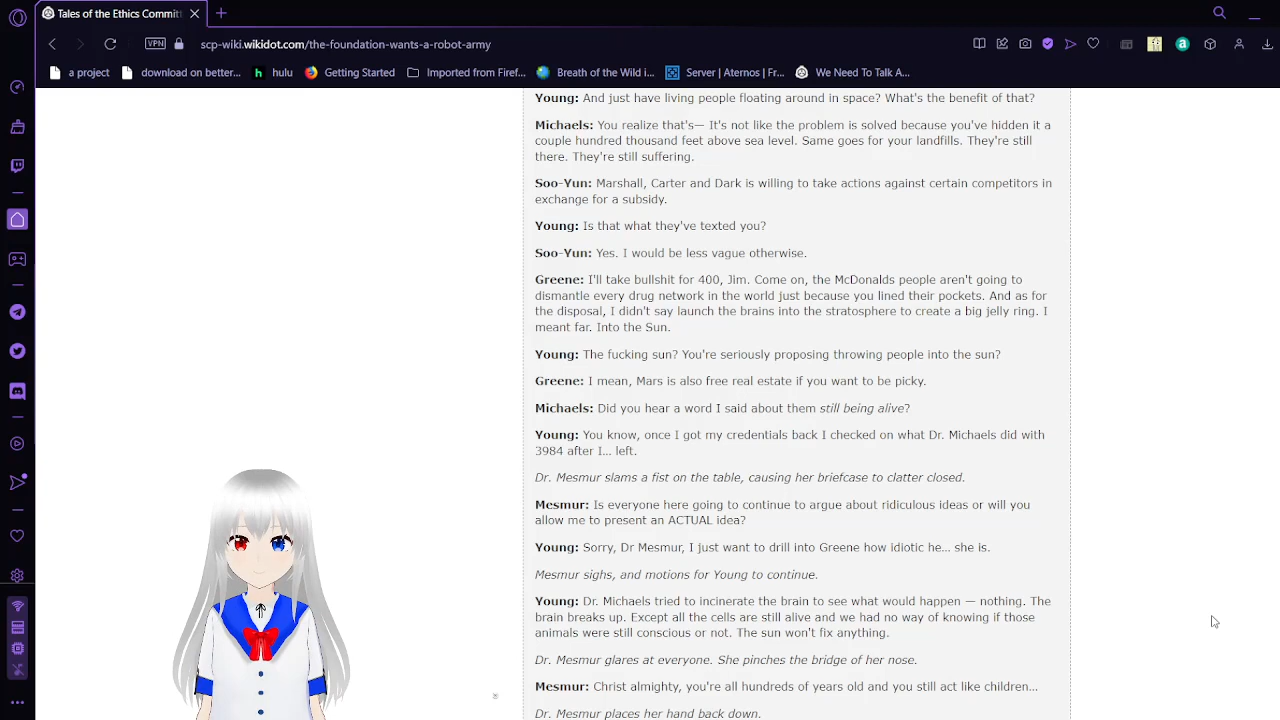 Tales of the Ethics Committ
scp-wiki.wikidot.com/the-foundation-wants-a-robot-army
VPN
a project
download on better...
hulu
Getting Started
Imported from Firef...
Breath of the Wild i...
Server | Aternos | Fr...
We Need To Talk A...
Young: And just have living people floating around in space? What's the benefit of that?
Michaels: You realize that's— It's not like the problem is solved because you've hidden it a
couple hundred thousand feet above sea level. Same goes for your landfills. They're still
there. They're still suffering.
Soo-Yun: Marshall, Carter and Dark is willing to take actions against certain competitors in
exchange for a subsidy.
Young: Is that what they've texted you?
Soo-Yun: Yes. I would be less vague otherwise.
Greene: I'll take bullshit for 400, Jim. Come on, the McDonalds people aren't going to
dismantle every drug network in the world just because you lined their pockets. And as for
the disposal, I didn't say launch the brains into the stratosphere to create a big jelly ring. I
meant far. Into the Sun.
Young: The fucking sun? You're seriously proposing throwing people into the sun?
Greene: I mean, Mars is also free real estate if you want to be picky.
Michaels: Did you hear a word I said about them still being alive?
Young: You know, once I got my credentials back I checked on what Dr. Michaels did with
3984 after I... left.
Dr. Mesmur slams a fist on the table, causing her briefcase to clatter closed.
Mesmur: Is everyone here going to continue to argue about ridiculous ideas or will you
allow me to present an ACTUAL idea?
Young: Sorry, Dr Mesmur, I just want to drill into Greene how idiotic he... she is.
Mesmur sighs, and motions for Young to continue.
Young: Dr. Michaels tried to incinerate the brain to see what would happen — nothing. The
brain breaks up. Except all the cells are still alive and we had no way of knowing if those
animals were still conscious or not. The sun won't fix anything.
Dr. Mesmur glares at everyone. She pinches the bridge of her nose.
Mesmur: Christ almighty, you're all hundreds of years old and you still act like children...
Dr. Mesmur places her hand back down.